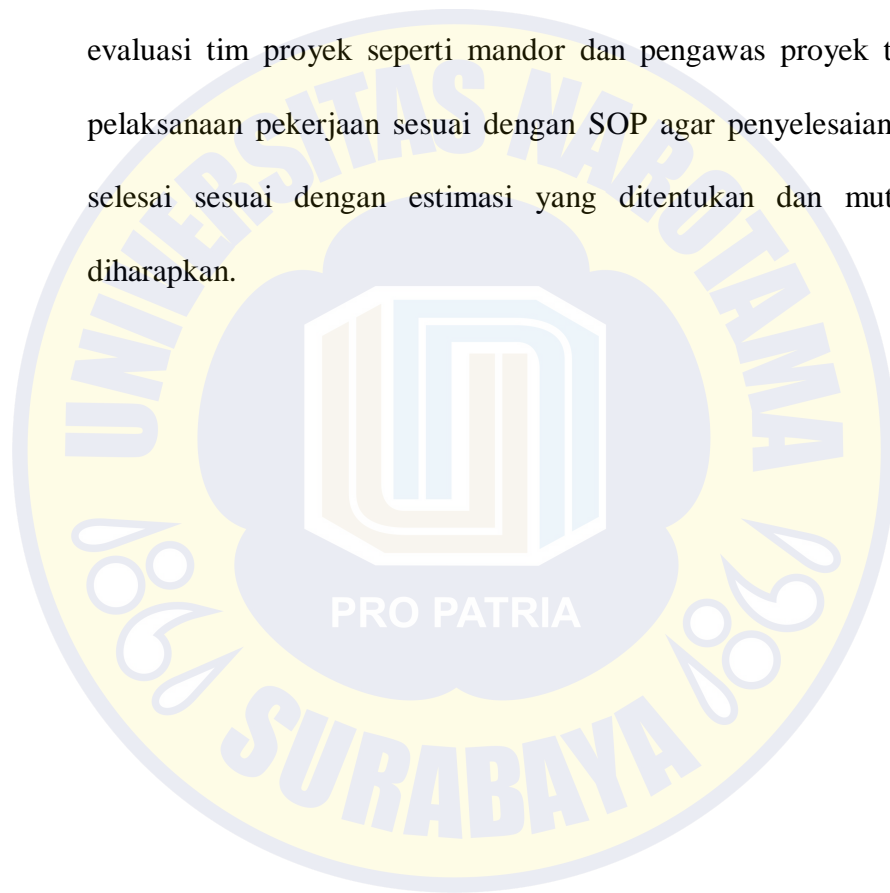 evaluasi tim proyek seperti mandor dan pengawas proyek
pelaksanaan pekerjaan sesuai dengan SOP agar penyelesaian
selesai sesuai dengan estimasi yang ditentukan dan
diharapkan.
UNIVERSITAS NAROTAMA
PRO PATRIA
SURABAYA